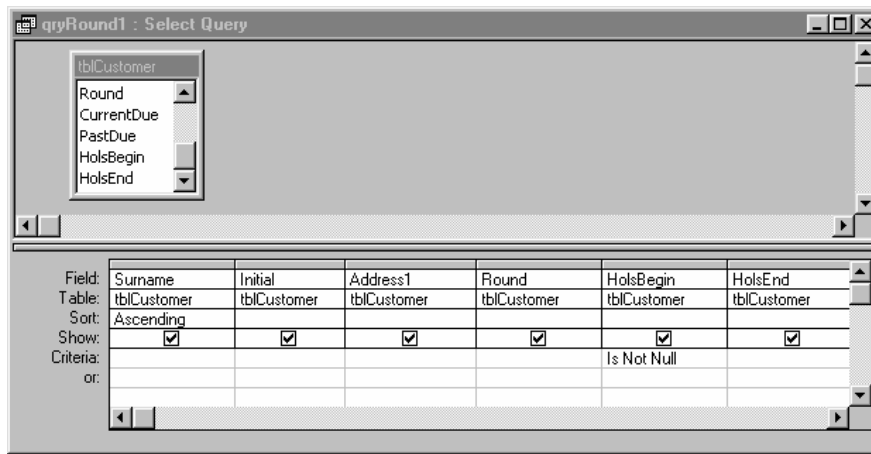 qryRound1 : Select Query
tblCustomer
Round
CurrentDue
PastDue
HolsBegin
HolsEnd
Field: Surname Initial Address1 Round HolsBegin HolsEnd
Table: tblCustomer tblCustomer tblCustomer tblCustomer tblCustomer tblCustomer
Sort: Ascending
Show:
Criteria: Is Not Null
or: